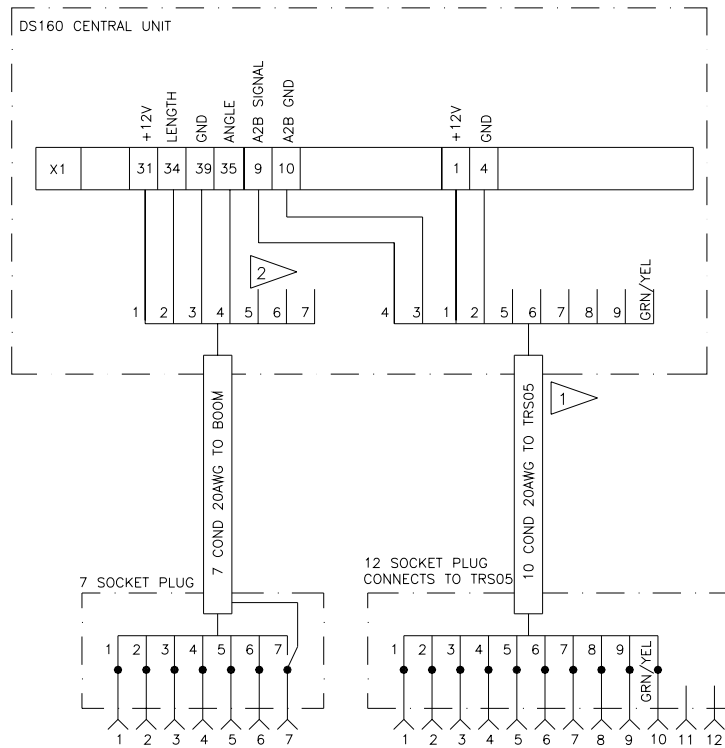 DS160 CENTRAL UNIT
+12V
LENGTH
GND
ANGLE
A2B SIGNAL
A2B GND
+12V
GND
X1 31 34 39 35 9 10 1 4
2
1 2 3 4 5 6 7
4 3 1 2 5 6 7 8 9 GRN/YEL
7 COND 20AWG TO BOOM
10 COND 20AWG TO TRS05
1
7 SOCKET PLUG
12 SOCKET PLUG
CONNECTS TO TRS05
1 2 3 4 5 6 7
1 2 3 4 5 6 7 8 9 GRN/YEL
1 2 3 4 5 6 7
1 2 3 4 5 6 7 8 9 10 11 12